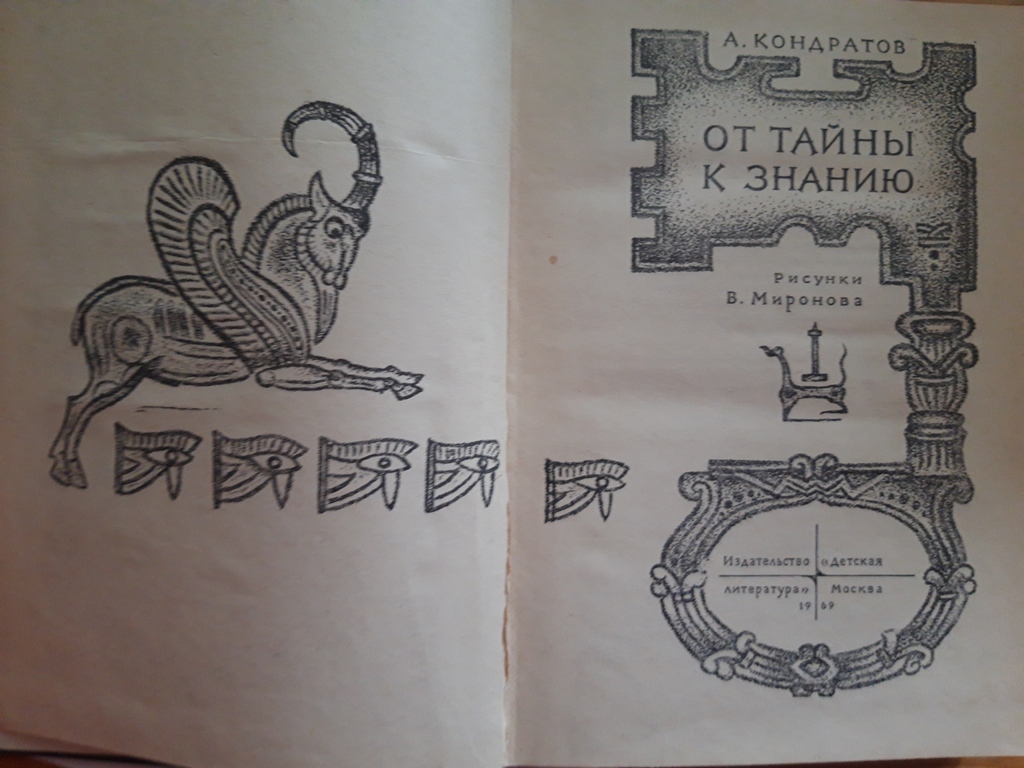 А. КОНДРАТОВ
ОТ ТАЙНЫ
К ЗНАНИЮ
Рисунки
В. Миронова
Издательство «Детская
литература» Москва
1969